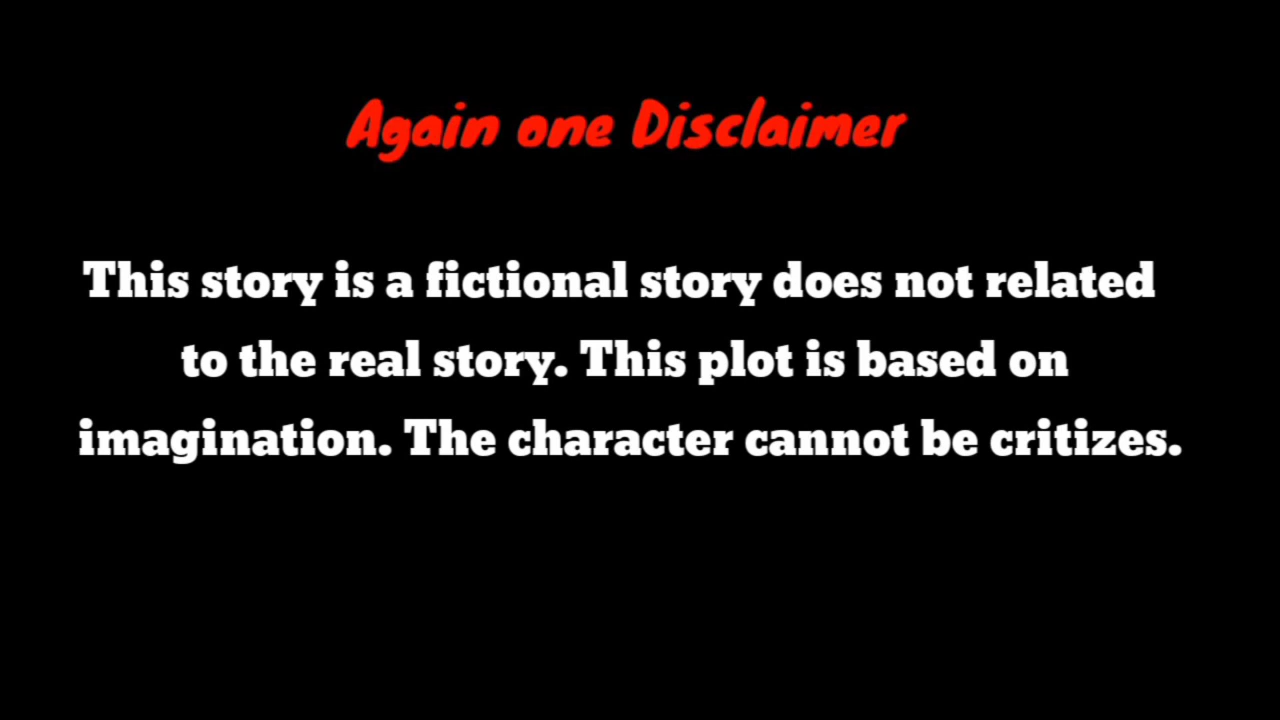 Again one Disclaimer
This story is a fictional story does not related
to the real story. This plot is based on
imagination. The character cannot be critizes.